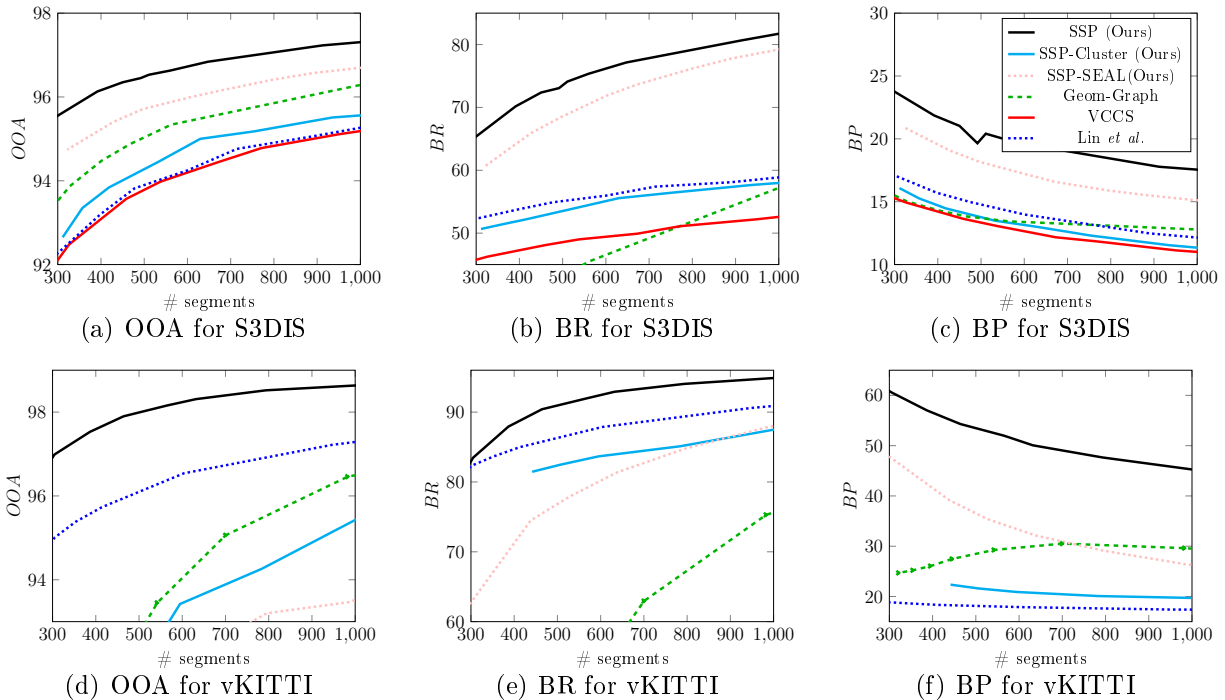 98
96
94
92
300 400 500 600 700 800 900 1,000
# segments
OOA
(a) OOA for S3DIS
80
70
60
50
300 400 500 600 700 800 900 1,000
# segments
BR
(b) BR for S3DIS
30
25
20
15
10
300 400 500 600 700 800 900 1,000
# segments
BP
SSP (Ours)
SSP-Cluster (Ours)
SSP-SEAL(Ours)
Geom-Graph
VCCS
Lin et al.
(c) BP for S3DIS
98
96
94
93
300 400 500 600 700 800 900 1,000
# segments
OOA
(d) OOA for vKITTI
90
80
70
60
300 400 500 600 700 800 900 1,000
# segments
BR
(e) BR for vKITTI
60
50
40
30
20
300 400 500 600 700 800 900 1,000
# segments
BP
(f) BP for vKITTI